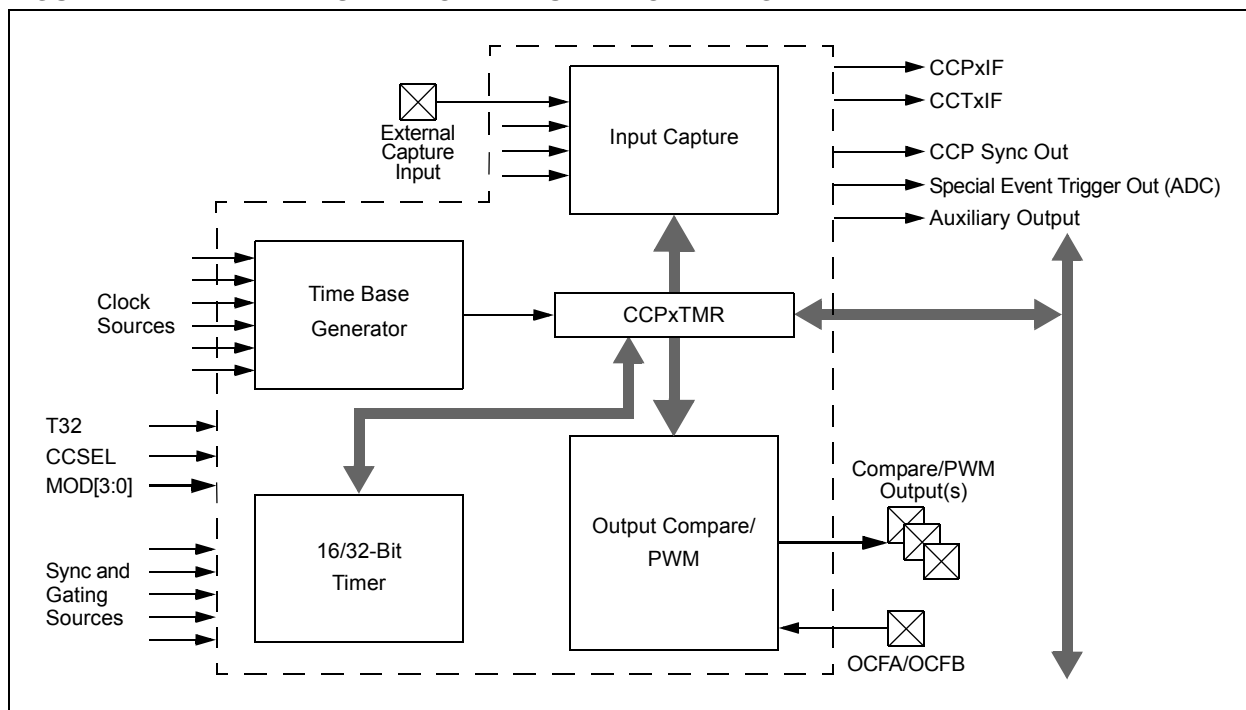 CCPxIF
CCTxIF
External
Capture
Input
Input Capture
CCP Sync Out
Special Event Trigger Out (ADC)
Auxiliary Output
Clock
Sources
Time Base
Generator
CCPxTMR
T32
CCSEL
MOD[3:0]
Sync and
Gating
Sources
16/32-Bit
Timer
Output Compare/
PWM
Compare/PWM
Output(s)
OCFA/OCFB